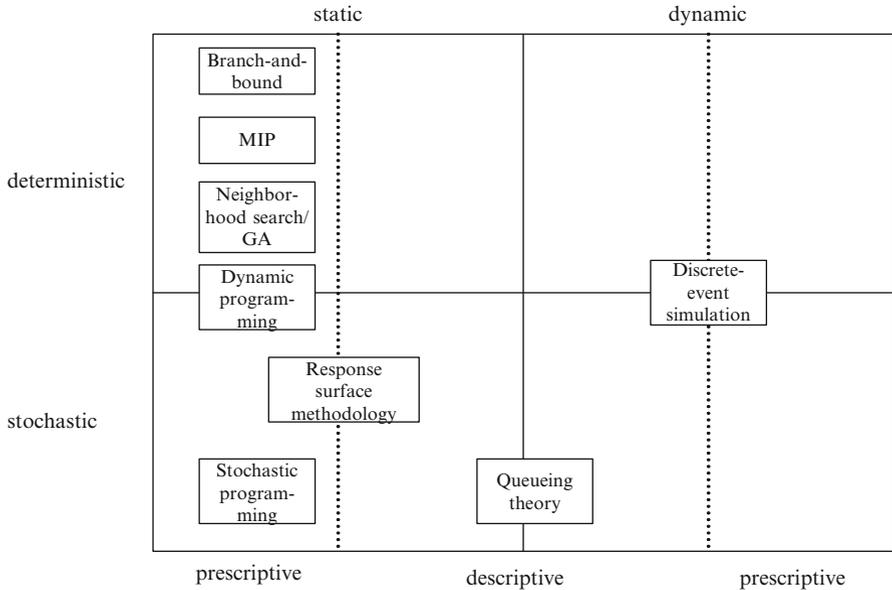 static
dynamic
Branch-and-
bound
MIP
deterministic
Neighbor-
hood search/
GA
Dynamic
program-
ming
Discrete-
event
simulation
Response
surface
methodology
stochastic
Stochastic
program-
ming
Queueing
theory
prescriptive
descriptive
prescriptive